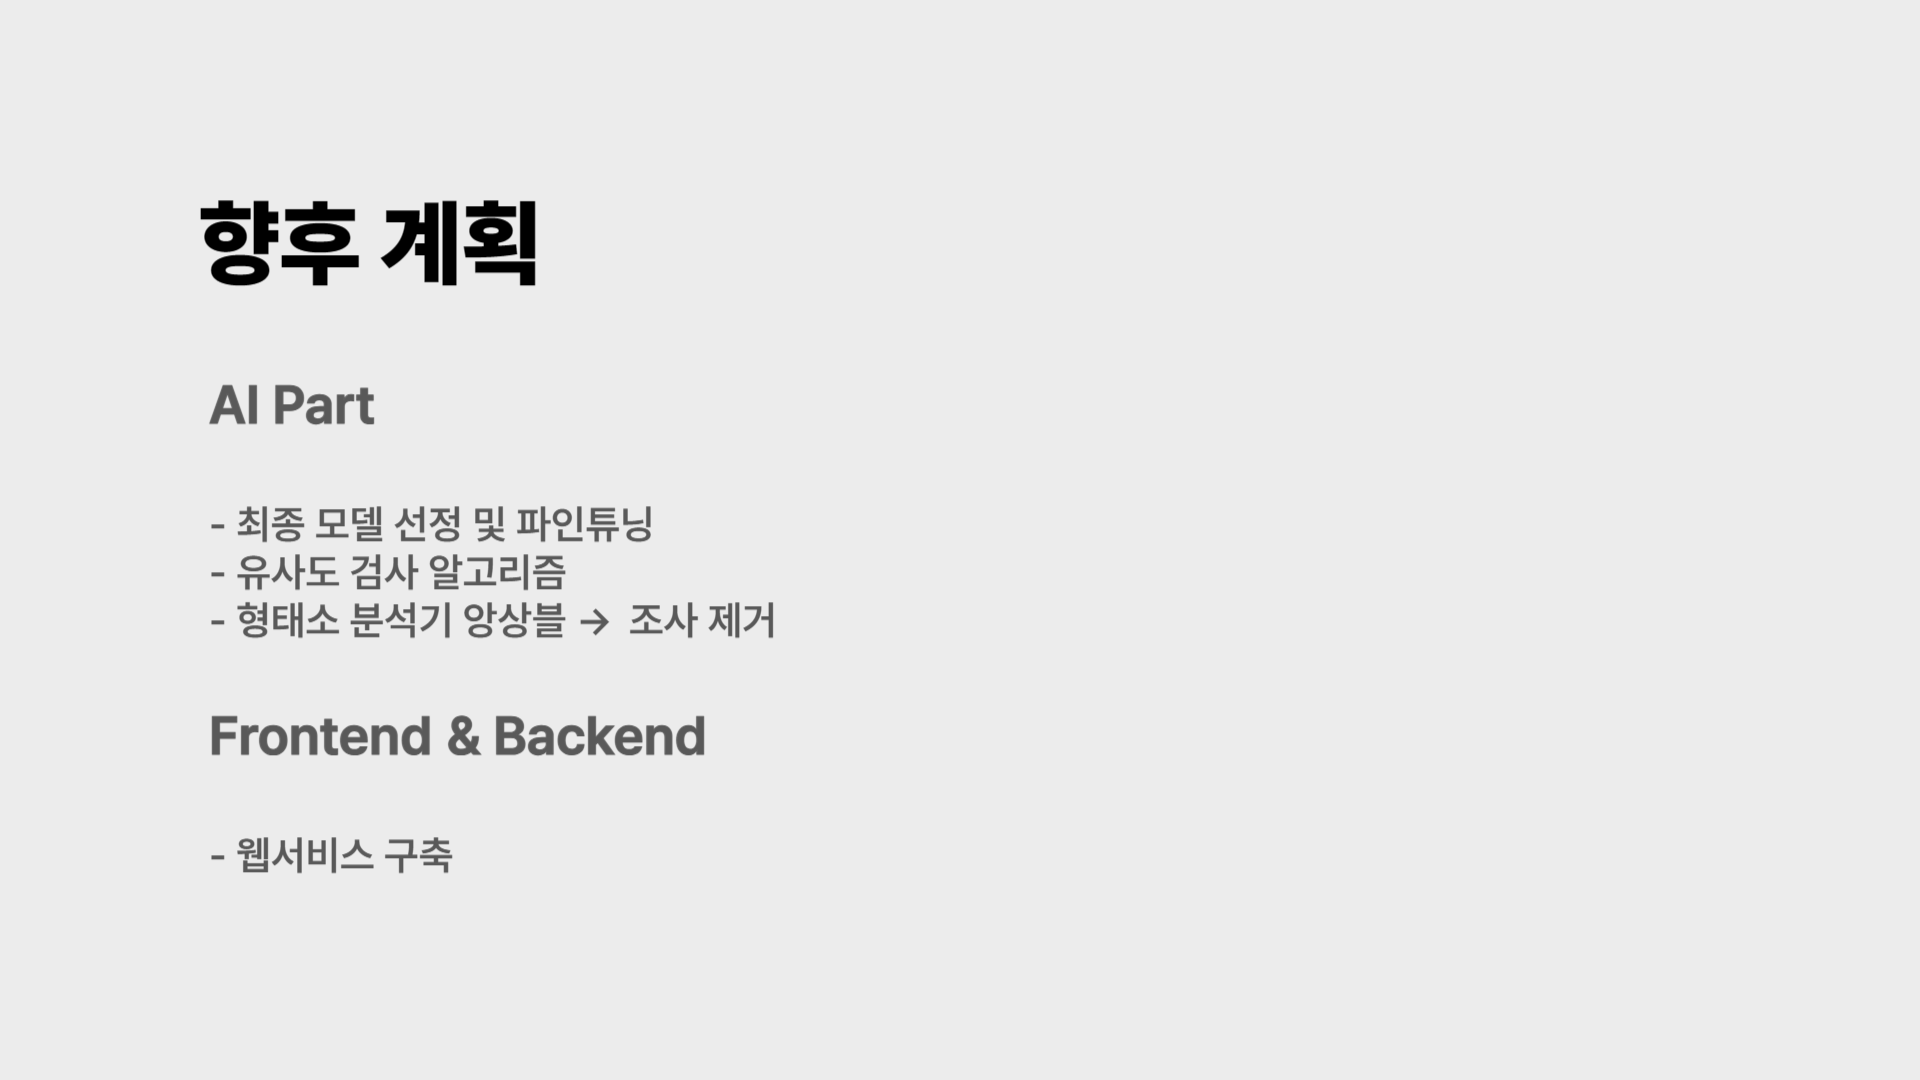 향후 계획
AI Part
- 최종 모델 선정 및 파인튜닝
- 유사도 검사 알고리즘
- 형태소 분석기 앙상블 → 조사 제거
Frontend & Backend
- 웹서비스 구축